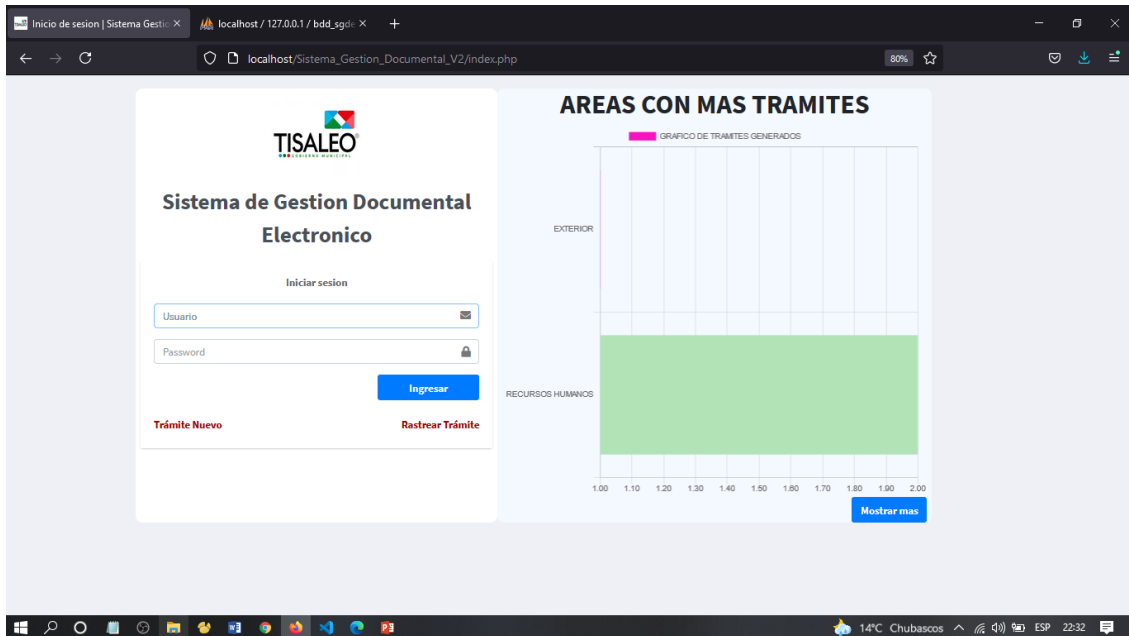 Inicio de sesion | Sistema Gestio
localhost / 127.0.0.1 / bdd_sgde
localhost/Sistema_Gestion_Documental_V2/index.php
80%
TISALEO
GOBIERNO MUNICIPAL
Sistema de Gestion Documental
Electronico
Iniciar sesion
Usuario
Password
Ingresar
Trámite Nuevo
Rastrear Trámite
AREAS CON MAS TRAMITES
GRAFICO DE TRAMITES GENERADOS
EXTERIOR
RECURSOS HUMANOS
1.00 1.10 1.20 1.30 1.40 1.50 1.60 1.70 1.80 1.90 2.00
Mostrar mas
14°C Chubascos
ESP
22:32